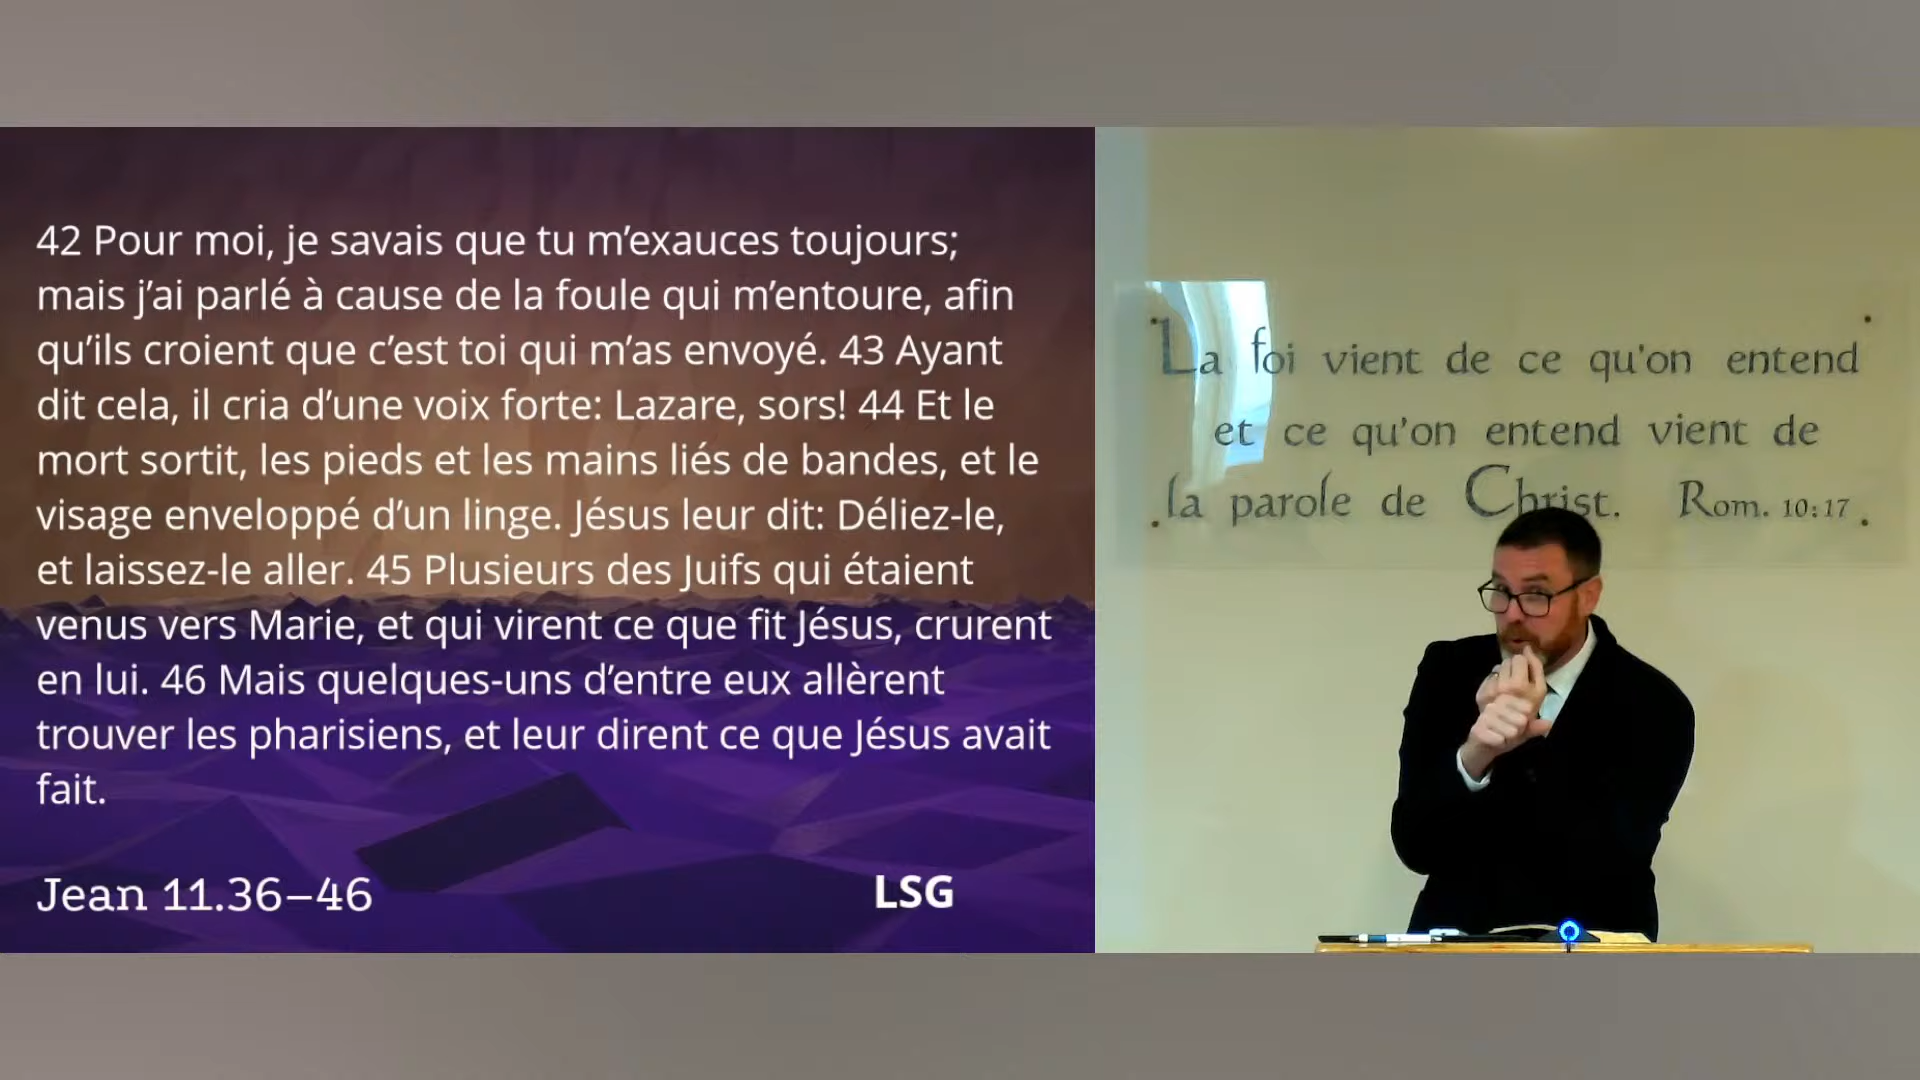 42 Pour moi, je savais que tu m’exauces toujours;
mais j’ai parlé à cause de la foule qui m’entoure, afin
qu’ils croient que c’est toi qui m’as envoyé. 43 Ayant
dit cela, il cria d’une voix forte: Lazare, sors! 44 Et le
mort sortit, les pieds et les mains liés de bandes, et le
visage enveloppé d’un linge. Jésus leur dit: Déliez-le,
et laissez-le aller. 45 Plusieurs des Juifs qui étaient
venus vers Marie, et qui virent ce que fit Jésus, crurent
en lui. 46 Mais quelques-uns d’entre eux allèrent
trouver les pharisiens, et leur dirent ce que Jésus avait
fait.
Jean 11.36–46
LSG
La foi vient de ce qu'on entend
et ce qu'on entend vient de
la parole de Christ. Rom. 10:17